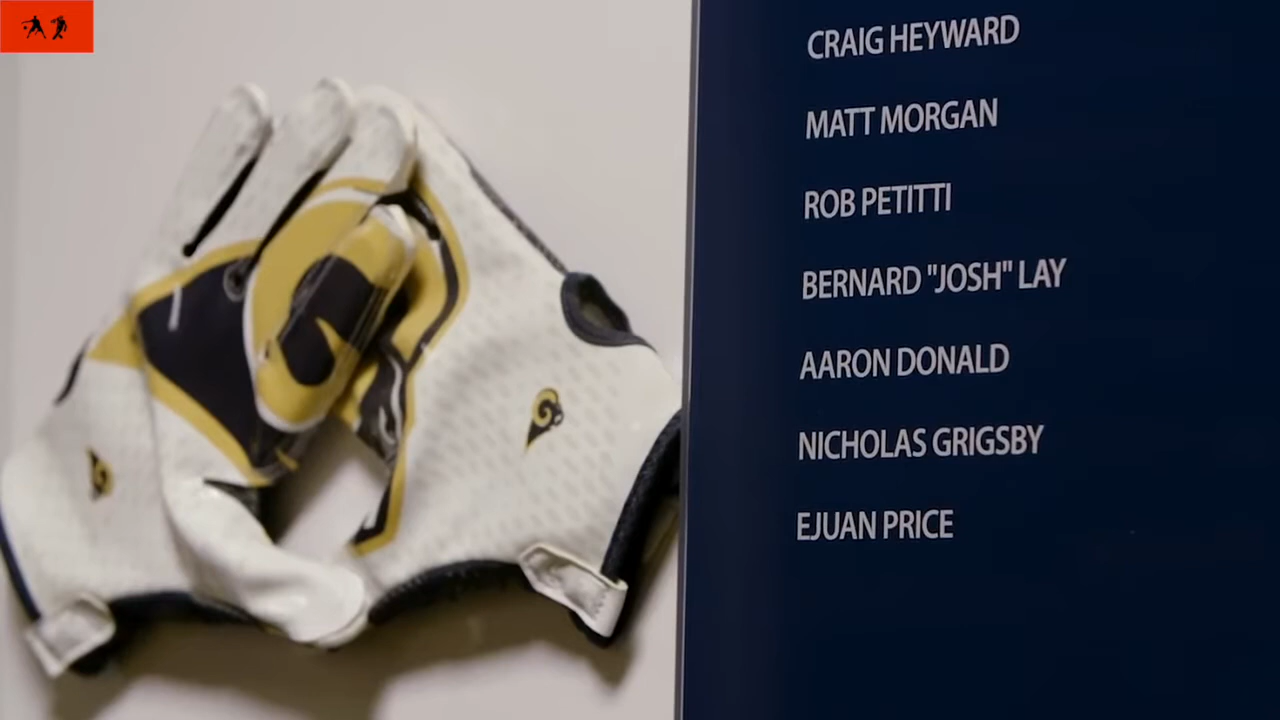 CRAIG HEYWARD
MATT MORGAN
ROB PETITTI
BERNARD "JOSH" LAY
AARON DONALD
NICHOLAS GRIGSBY
EJUAN PRICE